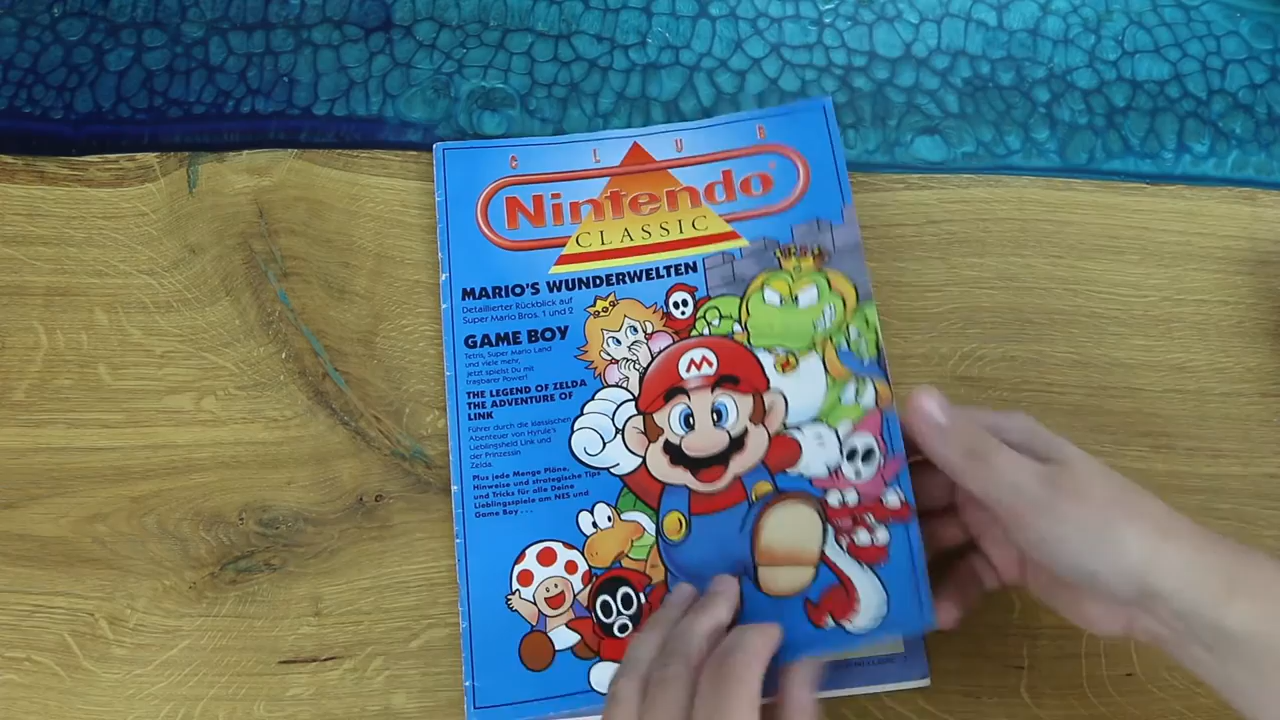 CLUB
Nintendo
CLASSIC
MARIO'S WUNDERWELTEN
Detaillierter Rückblick auf
Super Mario Bros. 1 und 2
GAME BOY
Tetris, Super Mario Land
und viele mehr,
jetzt spielst Du mit
tragbarer Power!
THE LEGEND OF ZELDA
THE ADVENTURE OF
LINK
Führer durch die klassischen
Abenteuer von Hyrule's
Lieblingsheld Link und
der Prinzessin
Zelda.
Plus jede Menge Pläne,
Hinweise und strategische Tips
und Tricks für alle Deine
Lieblingsspiele am NES und
Game Boy...
M